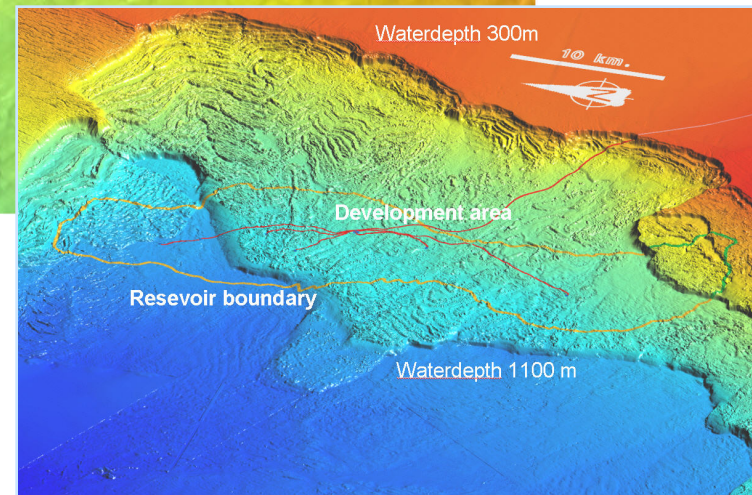 Waterdepth 300m
10 km.
N
Development area
Resevoir boundary
Waterdepth 1100 m